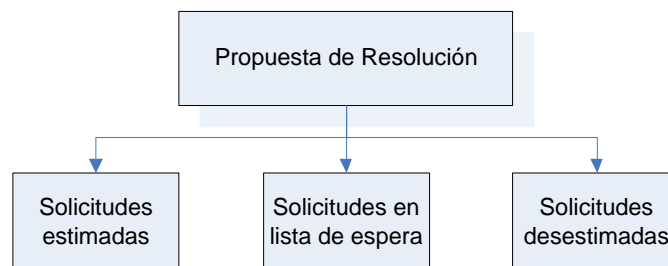 Propuesta de Resolución
Solicitudes
estimadas
Solicitudes en
lista de espera
Solicitudes
desestimadas